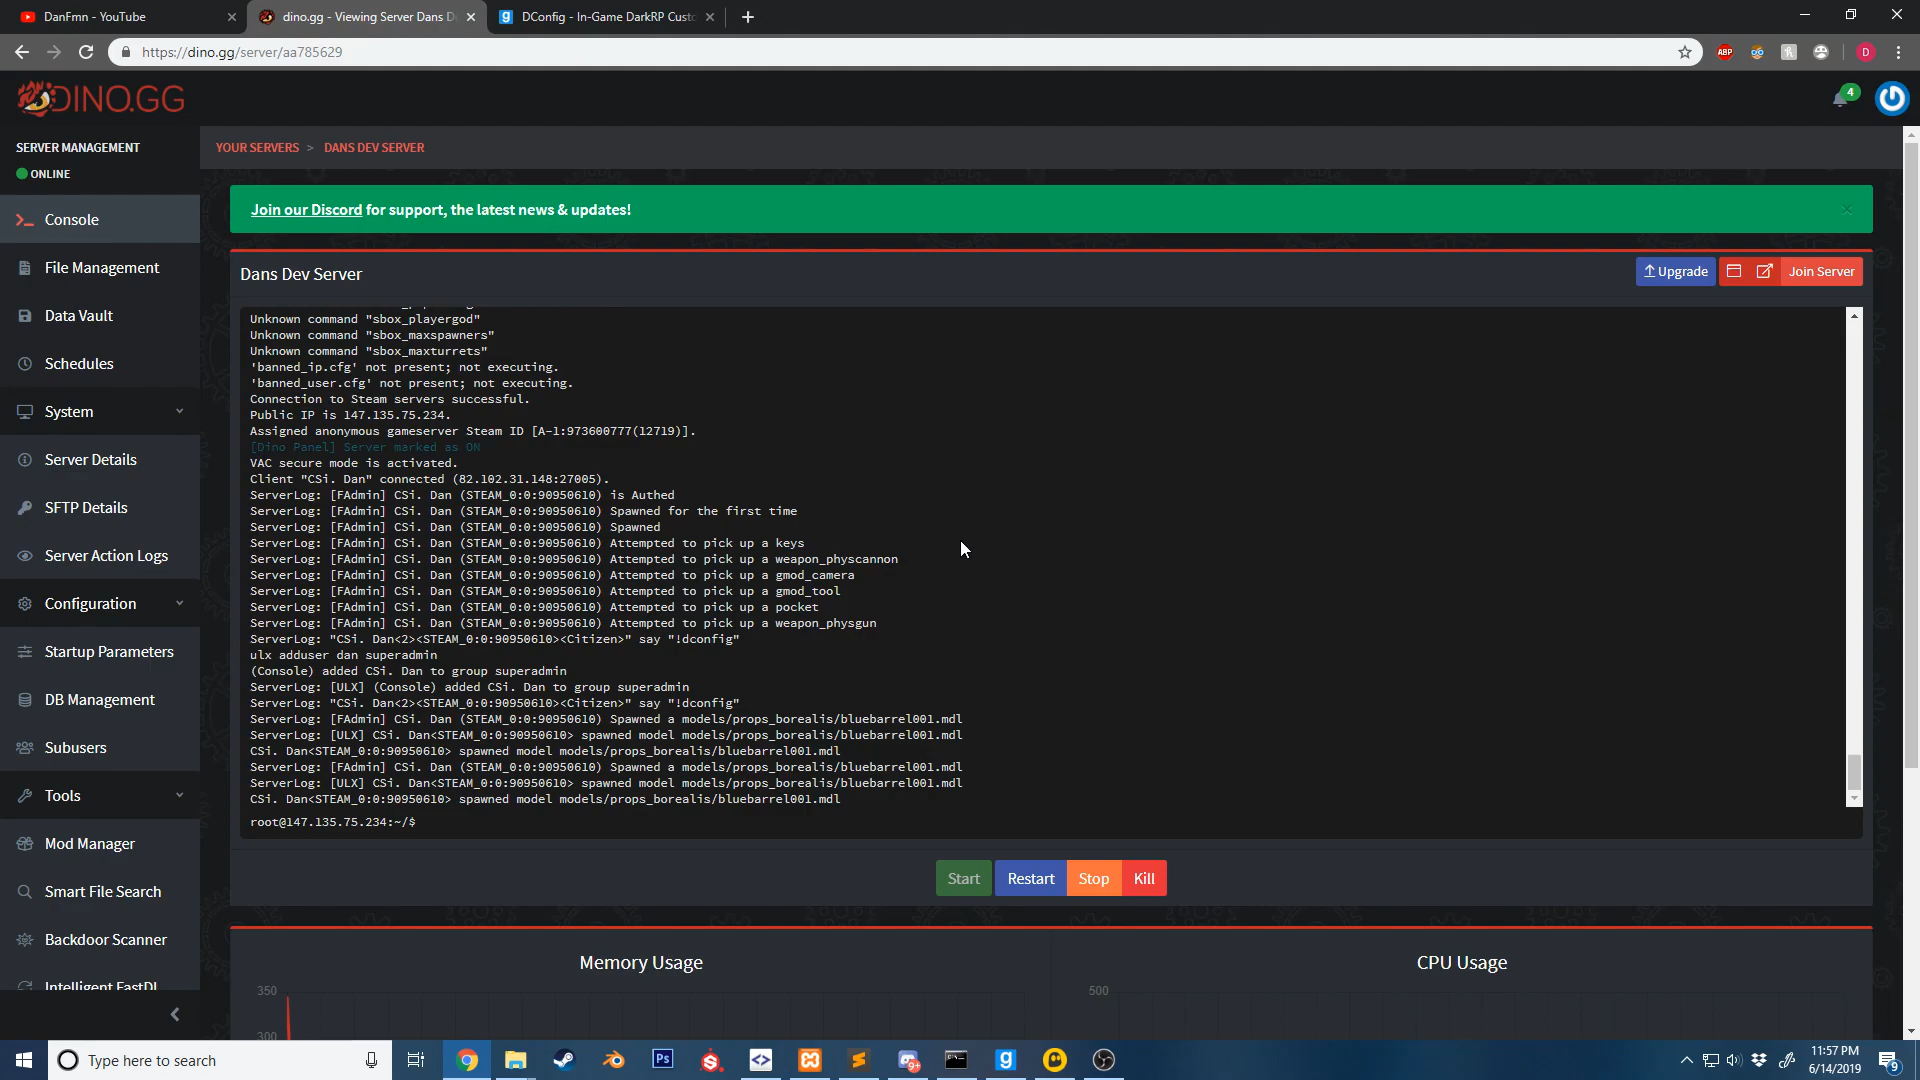 DanFmn - YouTube
dino.gg - Viewing Server Dans D
DConfig - In-Game DarkRP Cust
https://dino.gg/server/aa785629
ABP
D
DINO.GG
4
SERVER MANAGEMENT
ONLINE
Console
File Management
Data Vault
Schedules
System
Server Details
SFTP Details
Server Action Logs
Configuration
Startup Parameters
DB Management
Subusers
Tools
Mod Manager
Smart File Search
Backdoor Scanner
Intelligent FastDL
YOUR SERVERS > DANS DEV SERVER
Join our Discord for support, the latest news & updates!
Dans Dev Server
Upgrade
Join Server
Unknown command "sbox_playergod"
Unknown command "sbox_maxspawners"
Unknown command "sbox_maxturrets"
'banned_ip.cfg' not present; not executing.
'banned_user.cfg' not present; not executing.
Connection to Steam servers successful.
Public IP is 147.135.75.234.
Assigned anonymous gameserver Steam ID [A-1:973600777(12719)].
[Dino Panel] Server marked as ON
VAC secure mode is activated.
Client "CSi. Dan" connected (82.102.31.148:27005).
ServerLog: [FAdmin] CSi. Dan (STEAM_0:0:90950610) is Authed
ServerLog: [FAdmin] CSi. Dan (STEAM_0:0:90950610) Spawned for the first time
ServerLog: [FAdmin] CSi. Dan (STEAM_0:0:90950610) Spawned
ServerLog: [FAdmin] CSi. Dan (STEAM_0:0:90950610) Attempted to pick up a keys
ServerLog: [FAdmin] CSi. Dan (STEAM_0:0:90950610) Attempted to pick up a weapon_physcannon
ServerLog: [FAdmin] CSi. Dan (STEAM_0:0:90950610) Attempted to pick up a gmod_camera
ServerLog: [FAdmin] CSi. Dan (STEAM_0:0:90950610) Attempted to pick up a gmod_tool
ServerLog: [FAdmin] CSi. Dan (STEAM_0:0:90950610) Attempted to pick up a pocket
ServerLog: [FAdmin] CSi. Dan (STEAM_0:0:90950610) Attempted to pick up a weapon_physgun
ServerLog: "CSi. Dan<2><STEAM_0:0:90950610><Citizen>" say "!dconfig"
ulx adduser dan superadmin
(Console) added CSi. Dan to group superadmin
ServerLog: [ULX] (Console) added CSi. Dan to group superadmin
ServerLog: "CSi. Dan<2><STEAM_0:0:90950610><Citizen>" say "!dconfig"
ServerLog: [FAdmin] CSi. Dan (STEAM_0:0:90950610) Spawned a models/props_borealis/bluebarrel001.mdl
ServerLog: [ULX] CSi. Dan<STEAM_0:0:90950610> spawned model models/props_borealis/bluebarrel001.mdl
CSi. Dan<STEAM_0:0:90950610> spawned model models/props_borealis/bluebarrel001.mdl
ServerLog: [FAdmin] CSi. Dan (STEAM_0:0:90950610) Spawned a models/props_borealis/bluebarrel001.mdl
ServerLog: [ULX] CSi. Dan<STEAM_0:0:90950610> spawned model models/props_borealis/bluebarrel001.mdl
CSi. Dan<STEAM_0:0:90950610> spawned model models/props_borealis/bluebarrel001.mdl
root@147.135.75.234:~/$
Start
Restart
Stop
Kill
Memory Usage
350
300
CPU Usage
500
Type here to search
Ps
9+
11:57 PM
6/14/2019
9